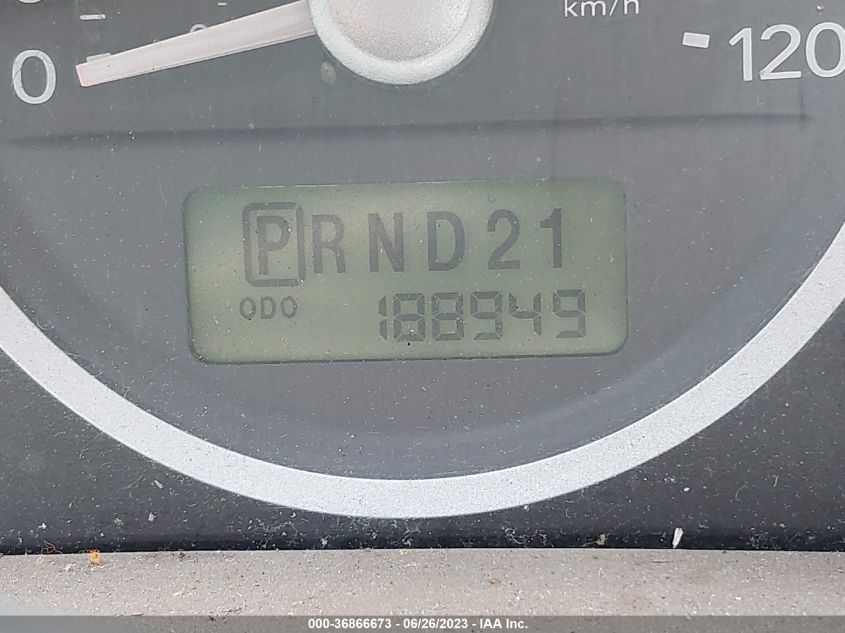 km/h
0
120
PRND21
ODO 188949
000-36866673 - 06/26/2023 - IAA Inc.